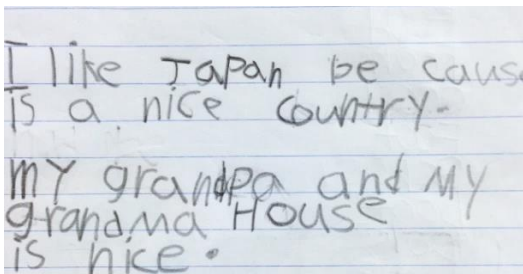 I like Japan be caus
is a nice country.
my grandpa and My
grandma House
is nice.